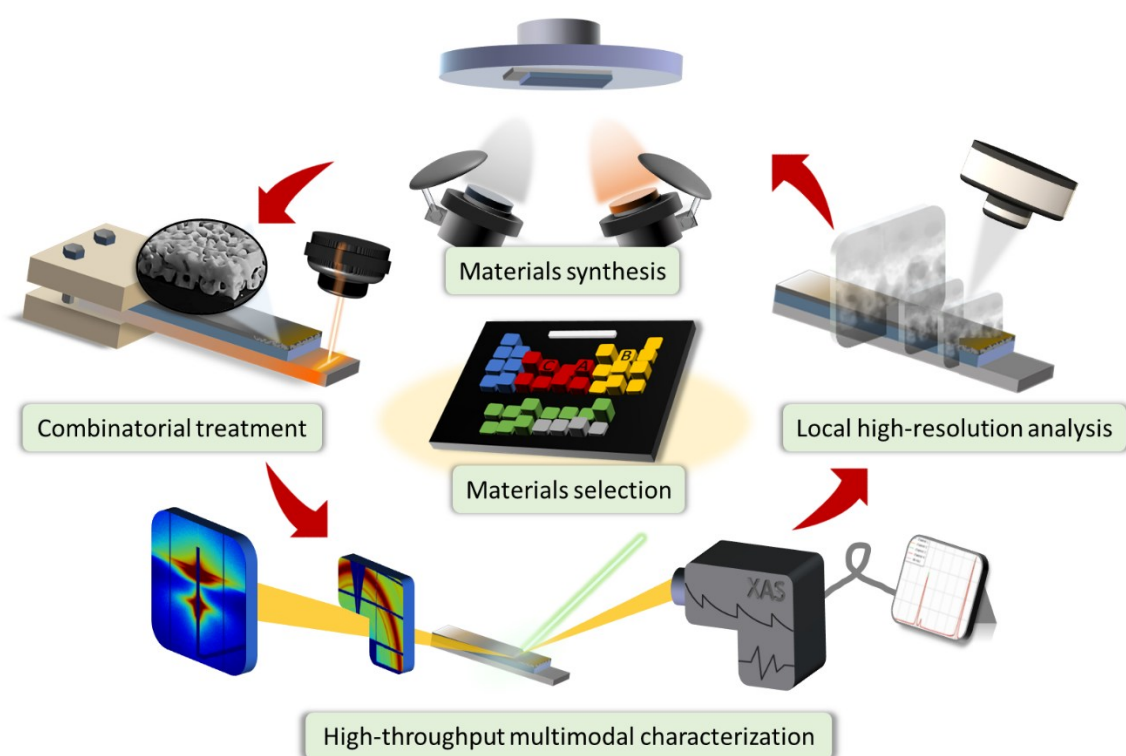 Materials synthesis
C
A
B
Combinatorial treatment
Local high-resolution analysis
Materials selection
XAS
High-throughput multimodal characterization